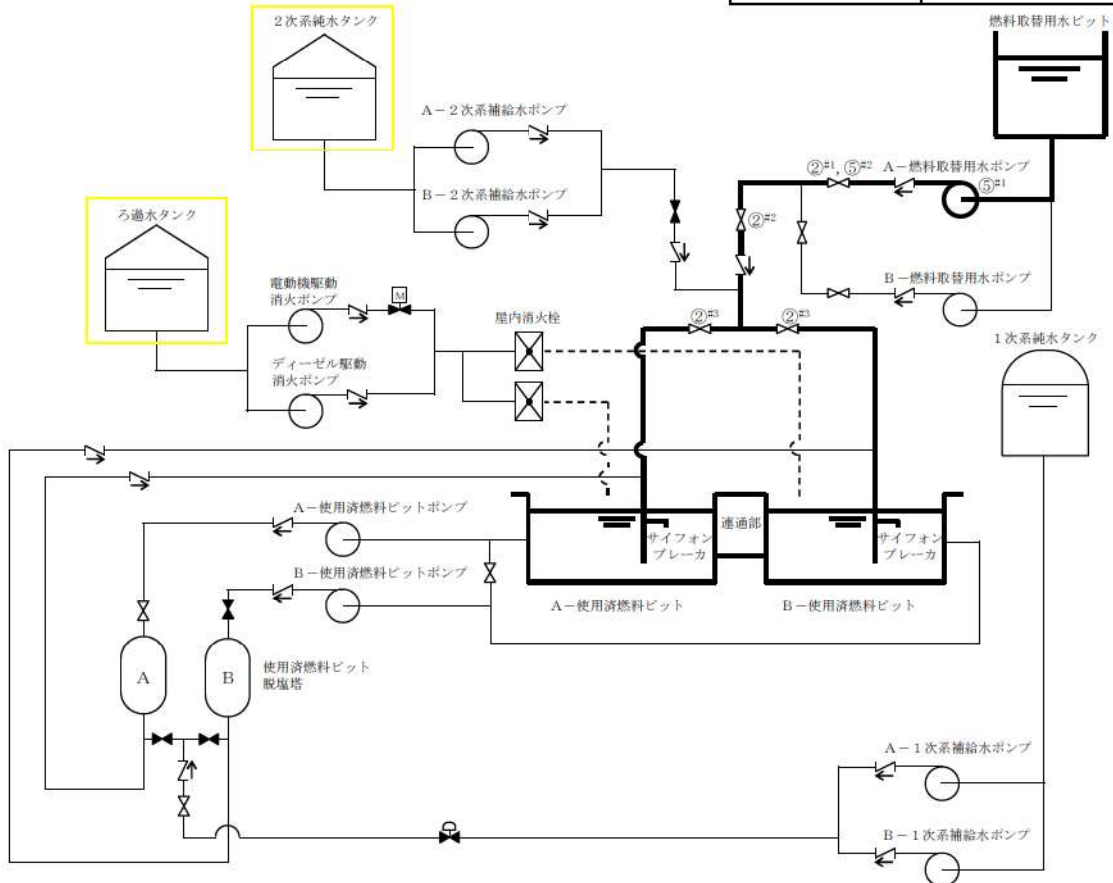 2次系純水タンク
燃料取替用水ピット
A-2次系補給水ポンプ
B-2次系補給水ポンプ
②#1, ⑤#2
A-燃料取替用水ポンプ
⑤#1
②#2
ろ過水タンク
B-燃料取替用水ポンプ
電動機駆動
消火ポンプ
M
屋内消火栓
②#3
②#3
1次系純水タンク
ディーゼル駆動
消火ポンプ
A-使用済燃料ピットポンプ
連通部
サイフォン
ブレーカ
サイフォン
ブレーカ
B-使用済燃料ピットポンプ
A-使用済燃料ピット
B-使用済燃料ピット
A
B
使用済燃料ピット
脱塩塔
A-1次系補給水ポンプ
D
B-1次系補給水ポンプ